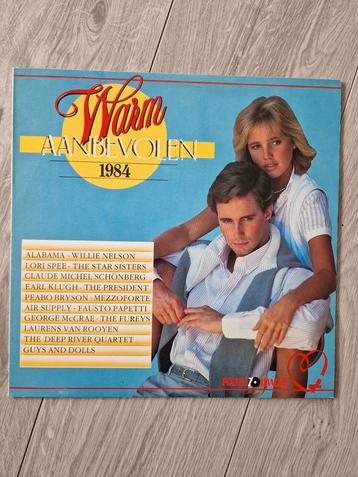 Warm
AANBEVOLEN
1984
ALABAMA - WILLIE NELSON
LORI SPEE - THE STAR SISTERS
CLAUDE MICHEL SCHÖNBERG
EARL KLUGH - THE PRESIDENT
PEABO BRYSON - MEZZOFORTE
AIR SUPPLY - FAUSTO PAPETTI
GEORGE McCRAE - THE FUREYS
LAURENS VAN ROOYEN
THE DEEP RIVER QUARTET
GUYS AND DOLLS